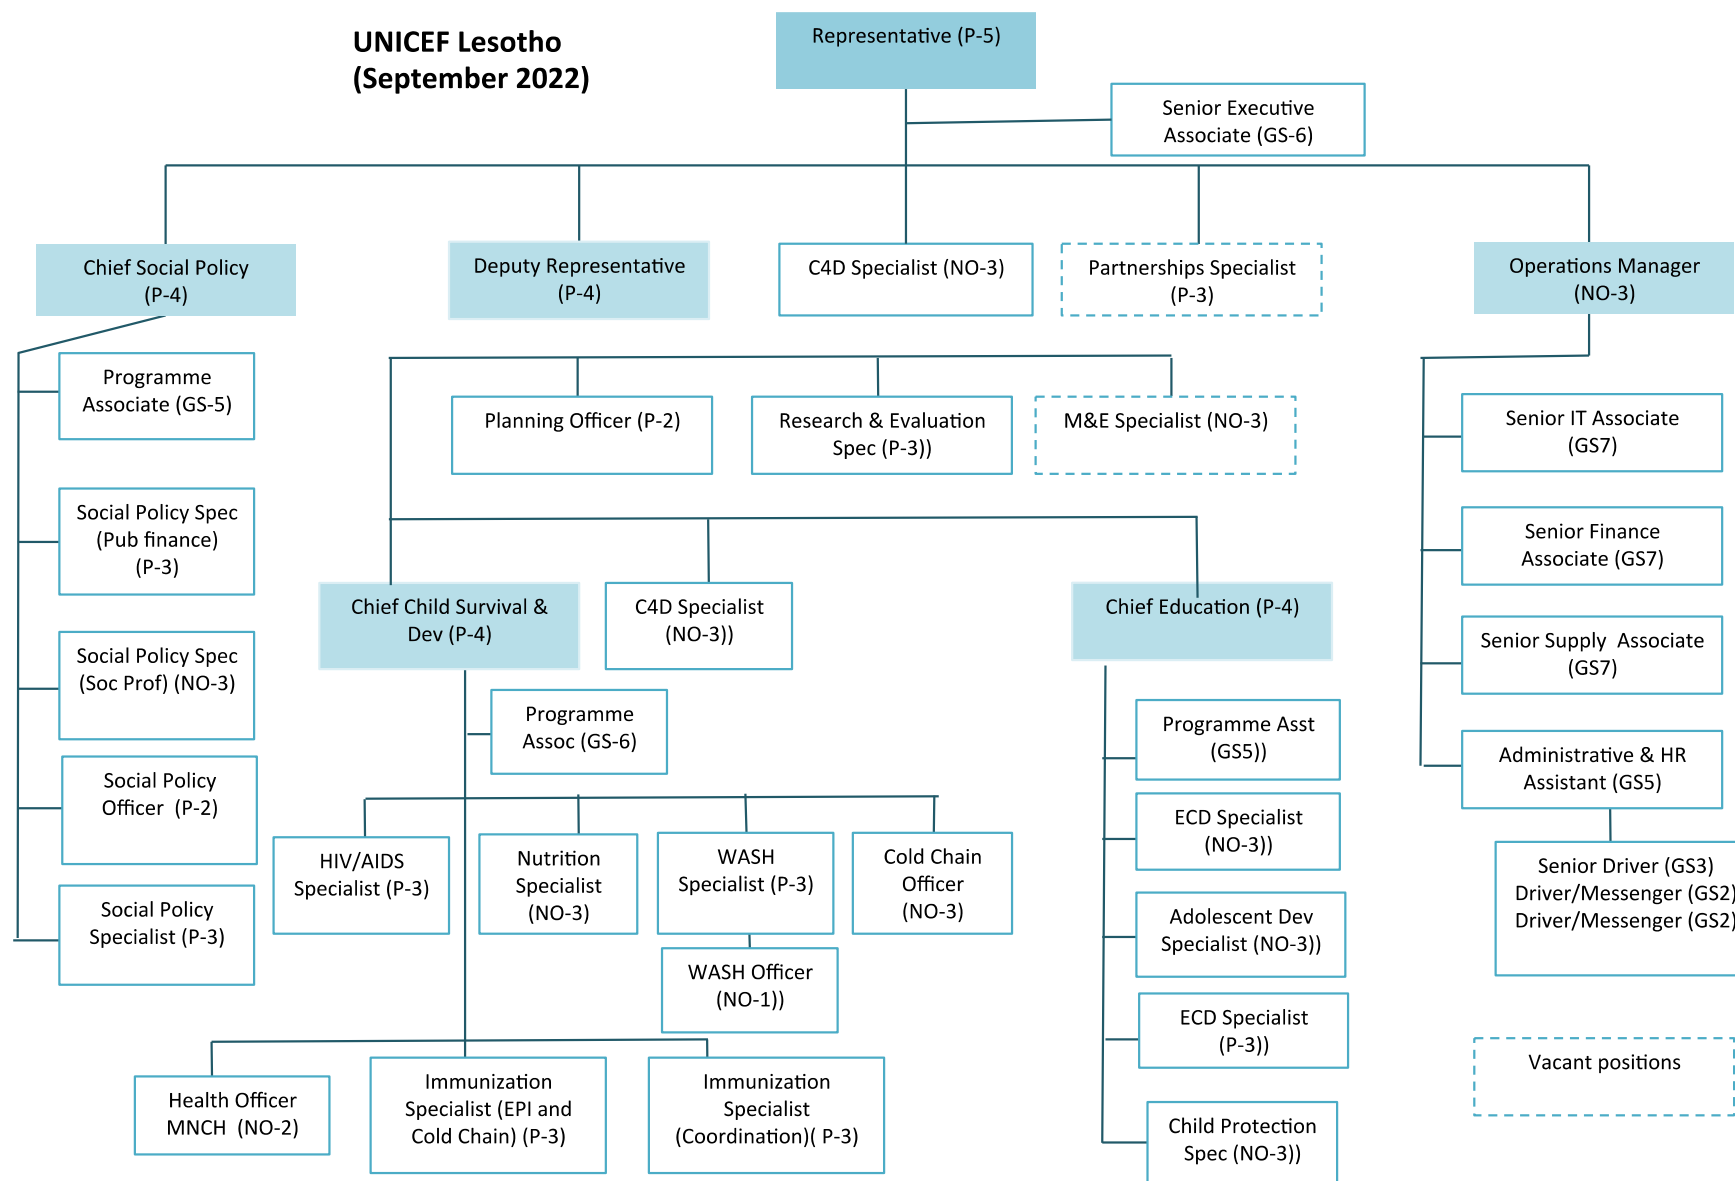 UNICEF Lesotho
(September 2022)
Representative (P-5)
Senior Executive
Associate (GS-6)
Chief Social Policy
(P-4)
Deputy Representative
(P-4)
C4D Specialist (NO-3)
Partnerships Specialist
(P-3)
Operations Manager
(NO-3)
Programme
Associate (GS-5)
Social Policy Spec
(Pub finance)
(P-3)
Social Policy Spec
(Soc Prof) (NO-3)
Social Policy
Officer  (P-2)
Social Policy
Specialist (P-3)
Planning Officer (P-2)
Research & Evaluation
Spec (P-3))
M&E Specialist (NO-3)
Chief Child Survival &
Dev (P-4)
C4D Specialist
(NO-3))
Chief Education (P-4)
Programme
Assoc (GS-6)
HIV/AIDS
Specialist (P-3)
Nutrition
Specialist
(NO-3)
WASH
Specialist (P-3)
Cold Chain
Officer
(NO-3)
WASH Officer
(NO-1))
Health Officer
MNCH  (NO-2)
Immunization
Specialist (EPI and
Cold Chain) (P-3)
Immunization
Specialist
(Coordination)( P-3)
Programme Asst
(GS5))
ECD Specialist
(NO-3))
Adolescent Dev
Specialist (NO-3))
ECD Specialist
(P-3))
Child Protection
Spec (NO-3))
Senior IT Associate
(GS7)
Senior Finance
Associate (GS7)
Senior Supply  Associate
(GS7)
Administrative & HR
Assistant (GS5)
Senior Driver (GS3)
Driver/Messenger (GS2)
Driver/Messenger (GS2)
Vacant positions